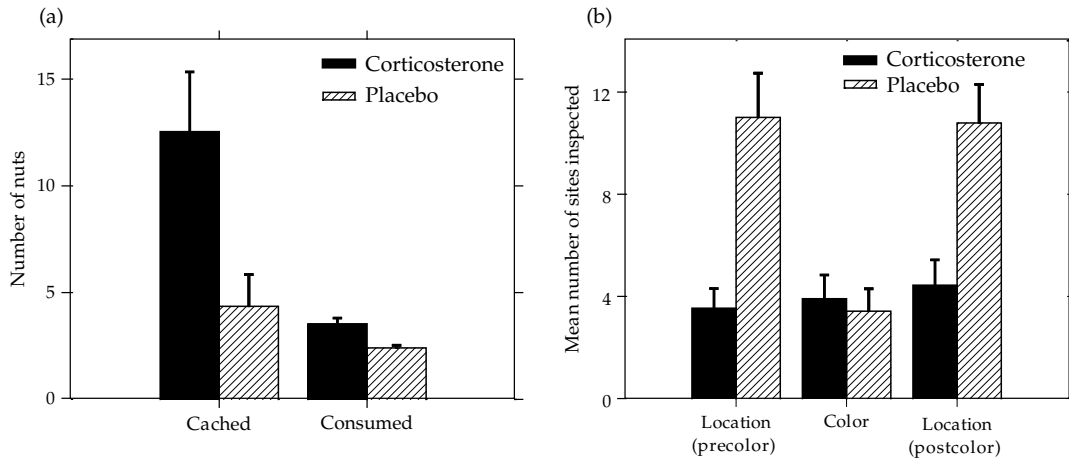 (a)
Number of nuts
15
10
5
0
Corticosterone
Placebo
Cached
Consumed
(b)
Mean number of sites inspected
12
8
4
0
Corticosterone
Placebo
Location
(precolor)
Color
Location
(postcolor)